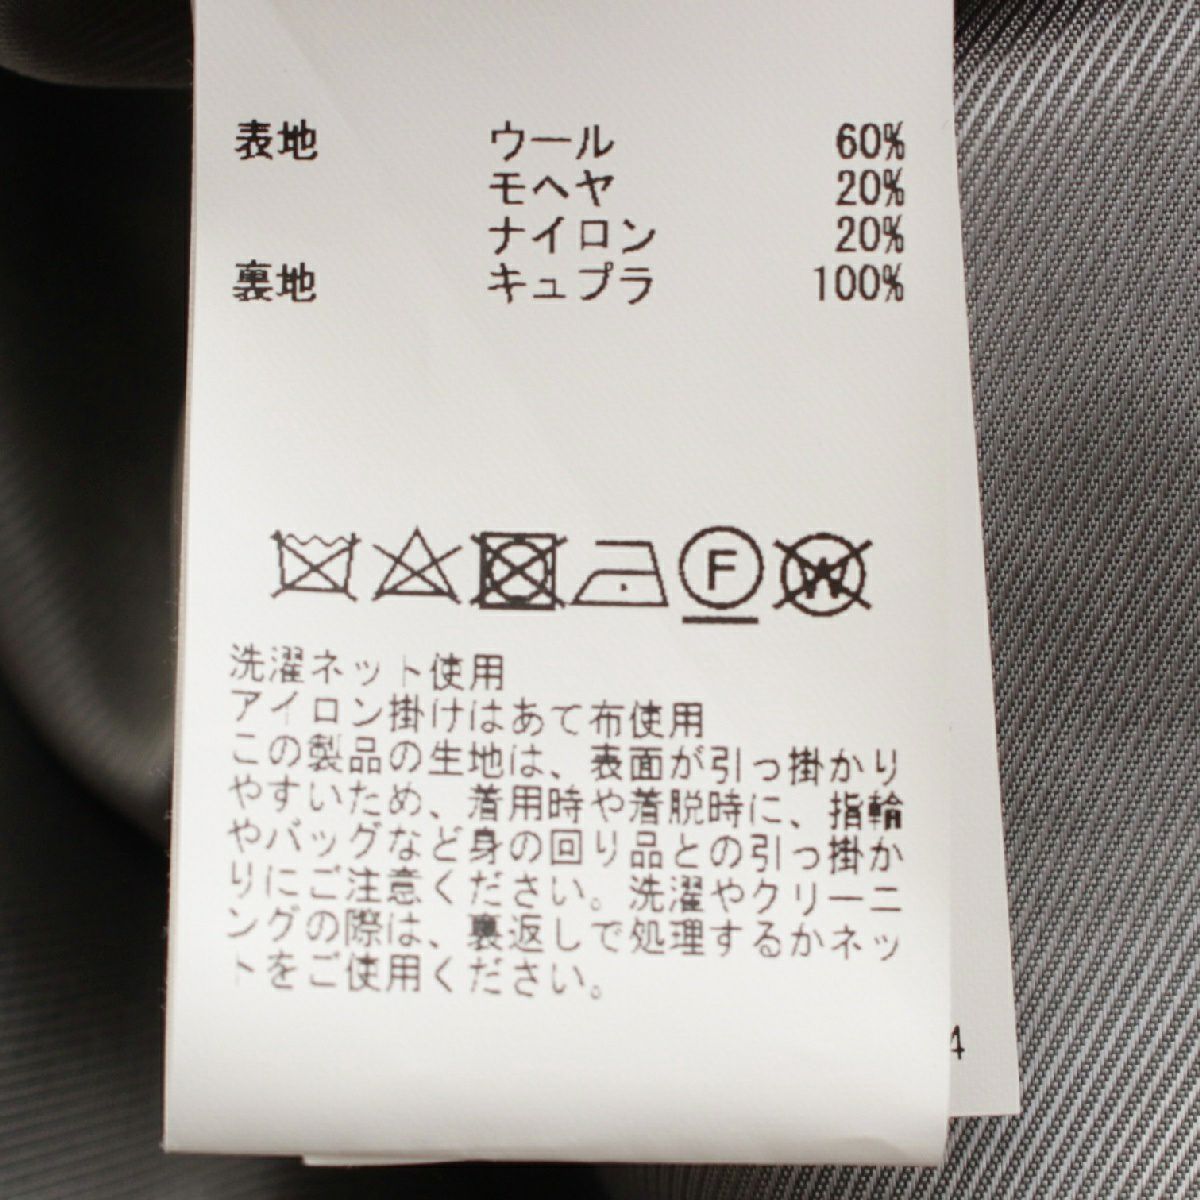 表地 ウール 60%
モヘヤ 20%
ナイロン 20%
裏地 キュプラ 100%
F W
洗濯ネット使用
アイロン掛けはあて布使用
この製品の生地は、表面が引っ掛かり
やすいため、着用時や着脱時に、指輪
やバッグなど身の回り品との引っ掛か
りにご注意ください。洗濯やクリーニ
ングの際は、裏返しで処理するかネッ
トをご使用ください。
4